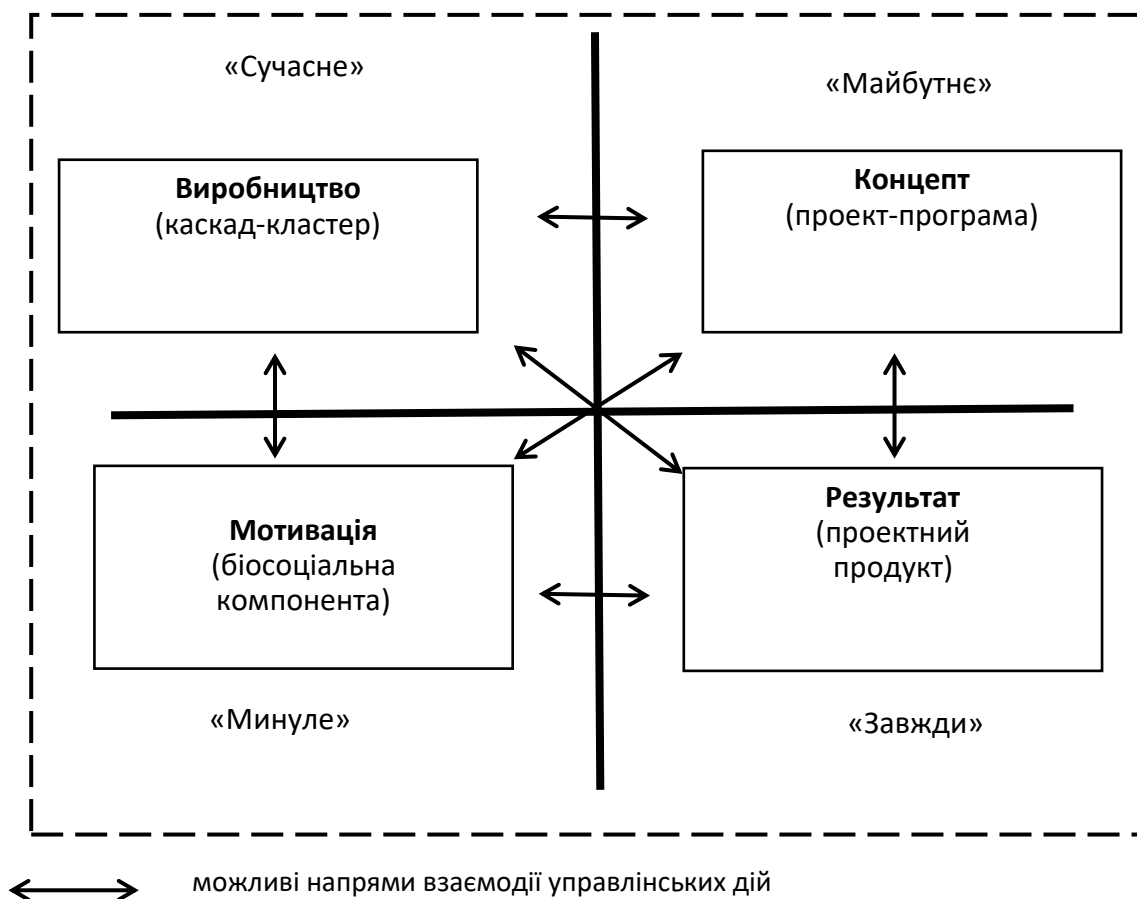 «Сучасне»
«Майбутнє»
Виробництво
(каскад-кластер)
Концепт
(проект-програма)
Мотивація
(біосоціальна
компонента)
Результат
(проектний
продукт)
«Минуле»
«Завжди»
можливі напрями взаємодії управлінських дій